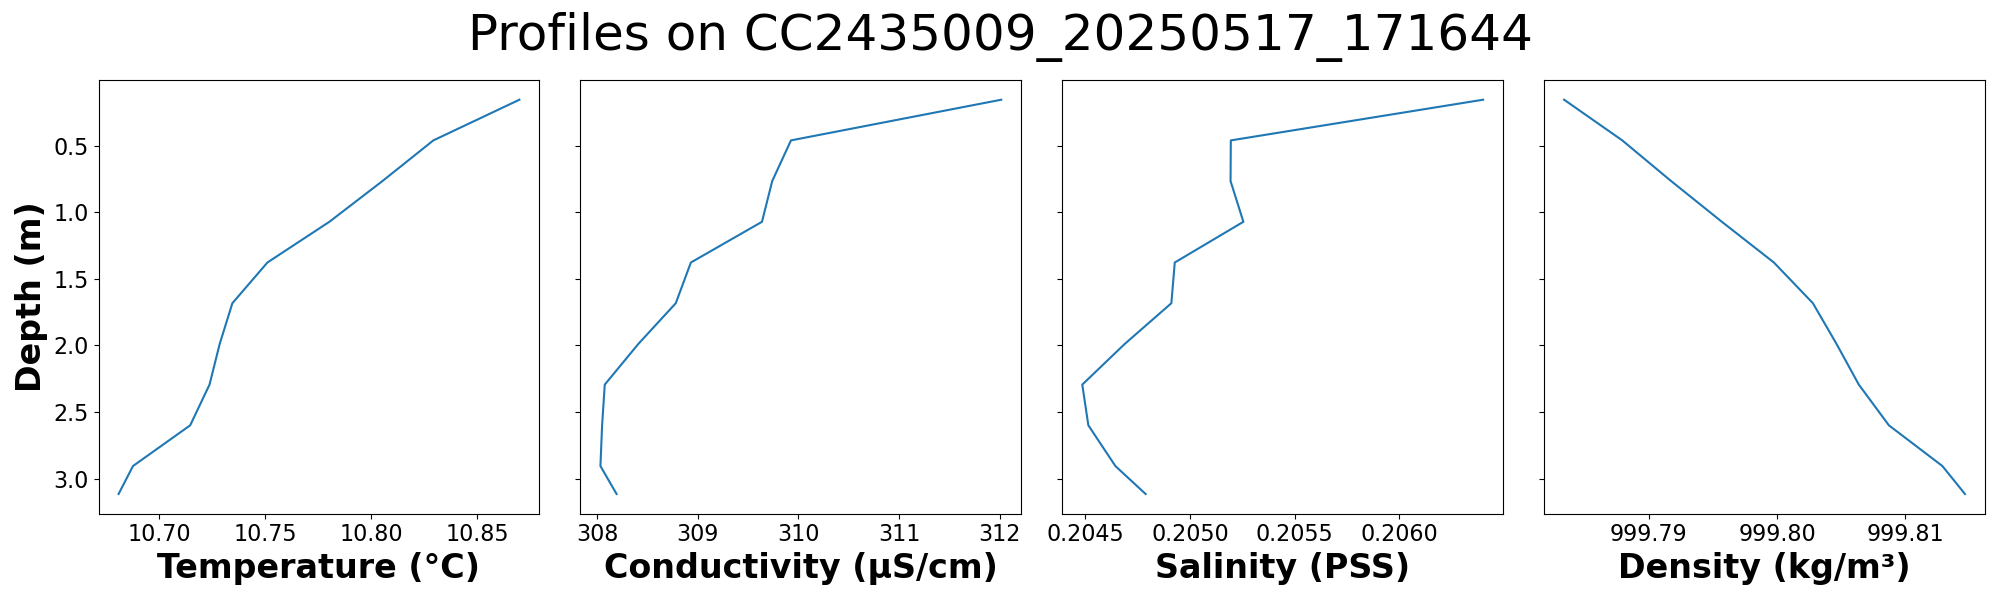 Profiles on CC2435009_20250517_171644
Depth (m)
0.5
1.0
1.5
2.0
2.5
3.0
10.70 10.75 10.80 10.85
Temperature (°C)
308 309 310 311 312
Conductivity (µS/cm)
0.2045 0.2050 0.2055 0.2060
Salinity (PSS)
999.79 999.80 999.81
Density (kg/m³)